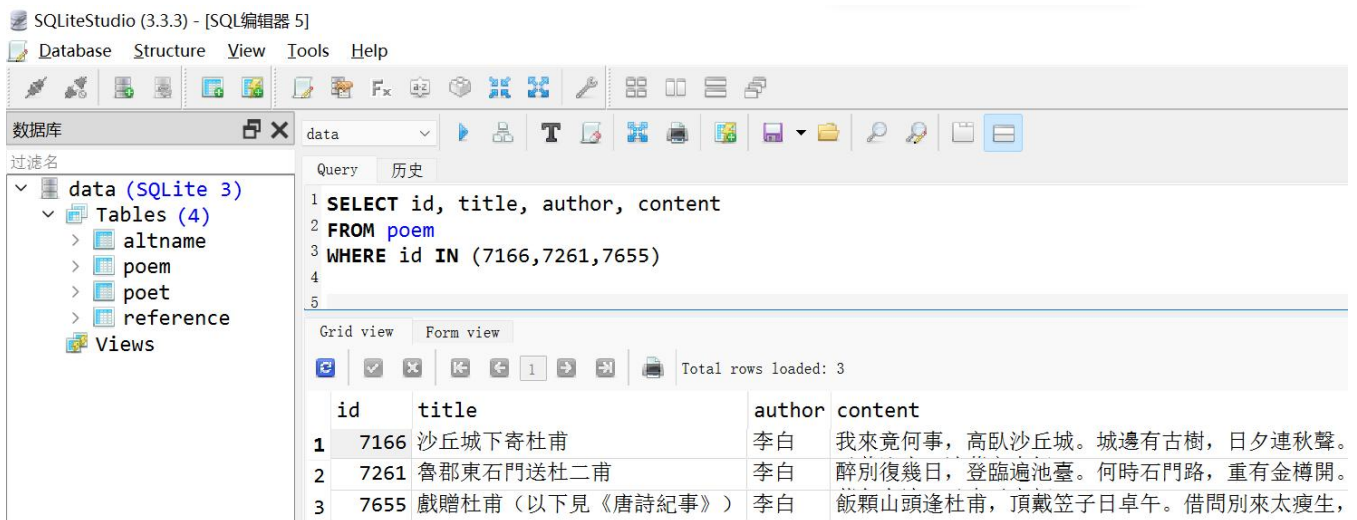 SQLiteStudio (3.3.3) - [SQL编辑器 5]
Database Structure View Tools Help
数据库
data
过滤名
Query 历史
data (SQLite 3)
Tables (4)
altname
poem
poet
reference
Views
1 SELECT id, title, author, content
2 FROM poem
3 WHERE id IN (7166,7261,7655)
4
5
Grid view Form view
1 Total rows loaded: 3
id title author content
1 7166 沙丘城下寄杜甫 李白 我來竟何事，高臥沙丘城。城邊有古樹，日夕連秋聲。
2 7261 魯郡東石門送杜二甫 李白 醉別復幾日，登臨遍池臺。何時石門路，重有金樽開。
3 7655 戲贈杜甫（以下見《唐詩紀事》） 李白 飯顆山頭逢杜甫，頂戴笠子日卓午。借問別來太瘦生，